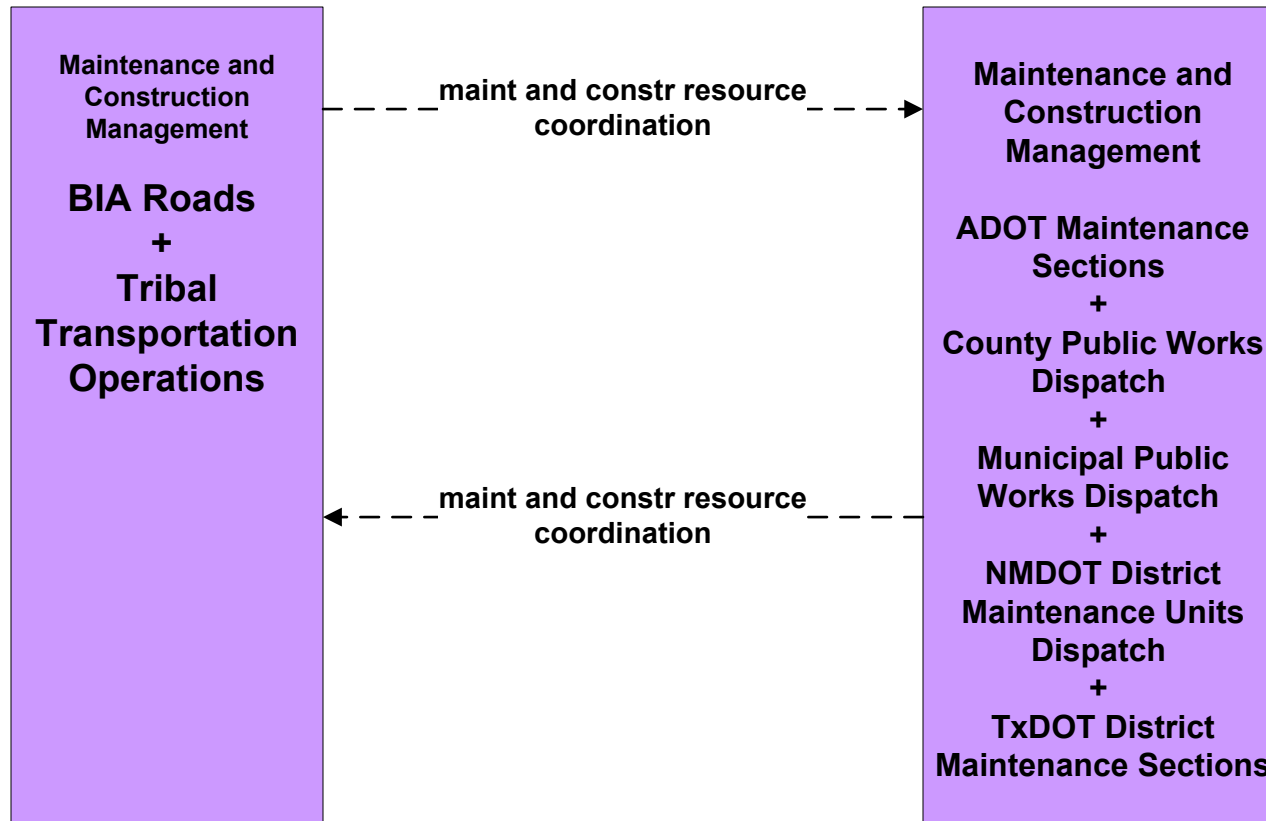 Maintenance and
Construction
Management
BIA Roads
+
Tribal
Transportation
Operations
maint and constr resource
coordination
maint and constr resource
coordination
Maintenance and
Construction
Management
ADOT Maintenance
Sections
+
County Public Works
Dispatch
+
Municipal Public
Works Dispatch
+
NMDOT District
Maintenance Units
Dispatch
+
TxDOT District
Maintenance Sections